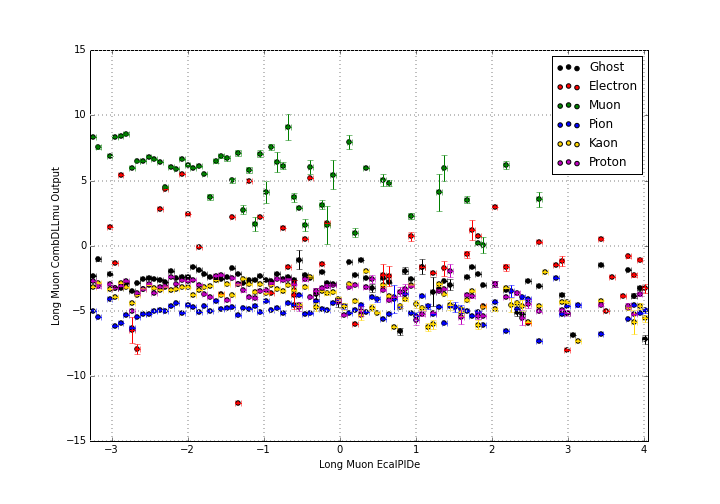 15
10
5
0
−5
−10
−15
−3
−2
−1
0
1
2
3
4
Long Muon EcalPIDe
Long Muon CombDLLmu Output
Ghost
Electron
Muon
Pion
Kaon
Proton